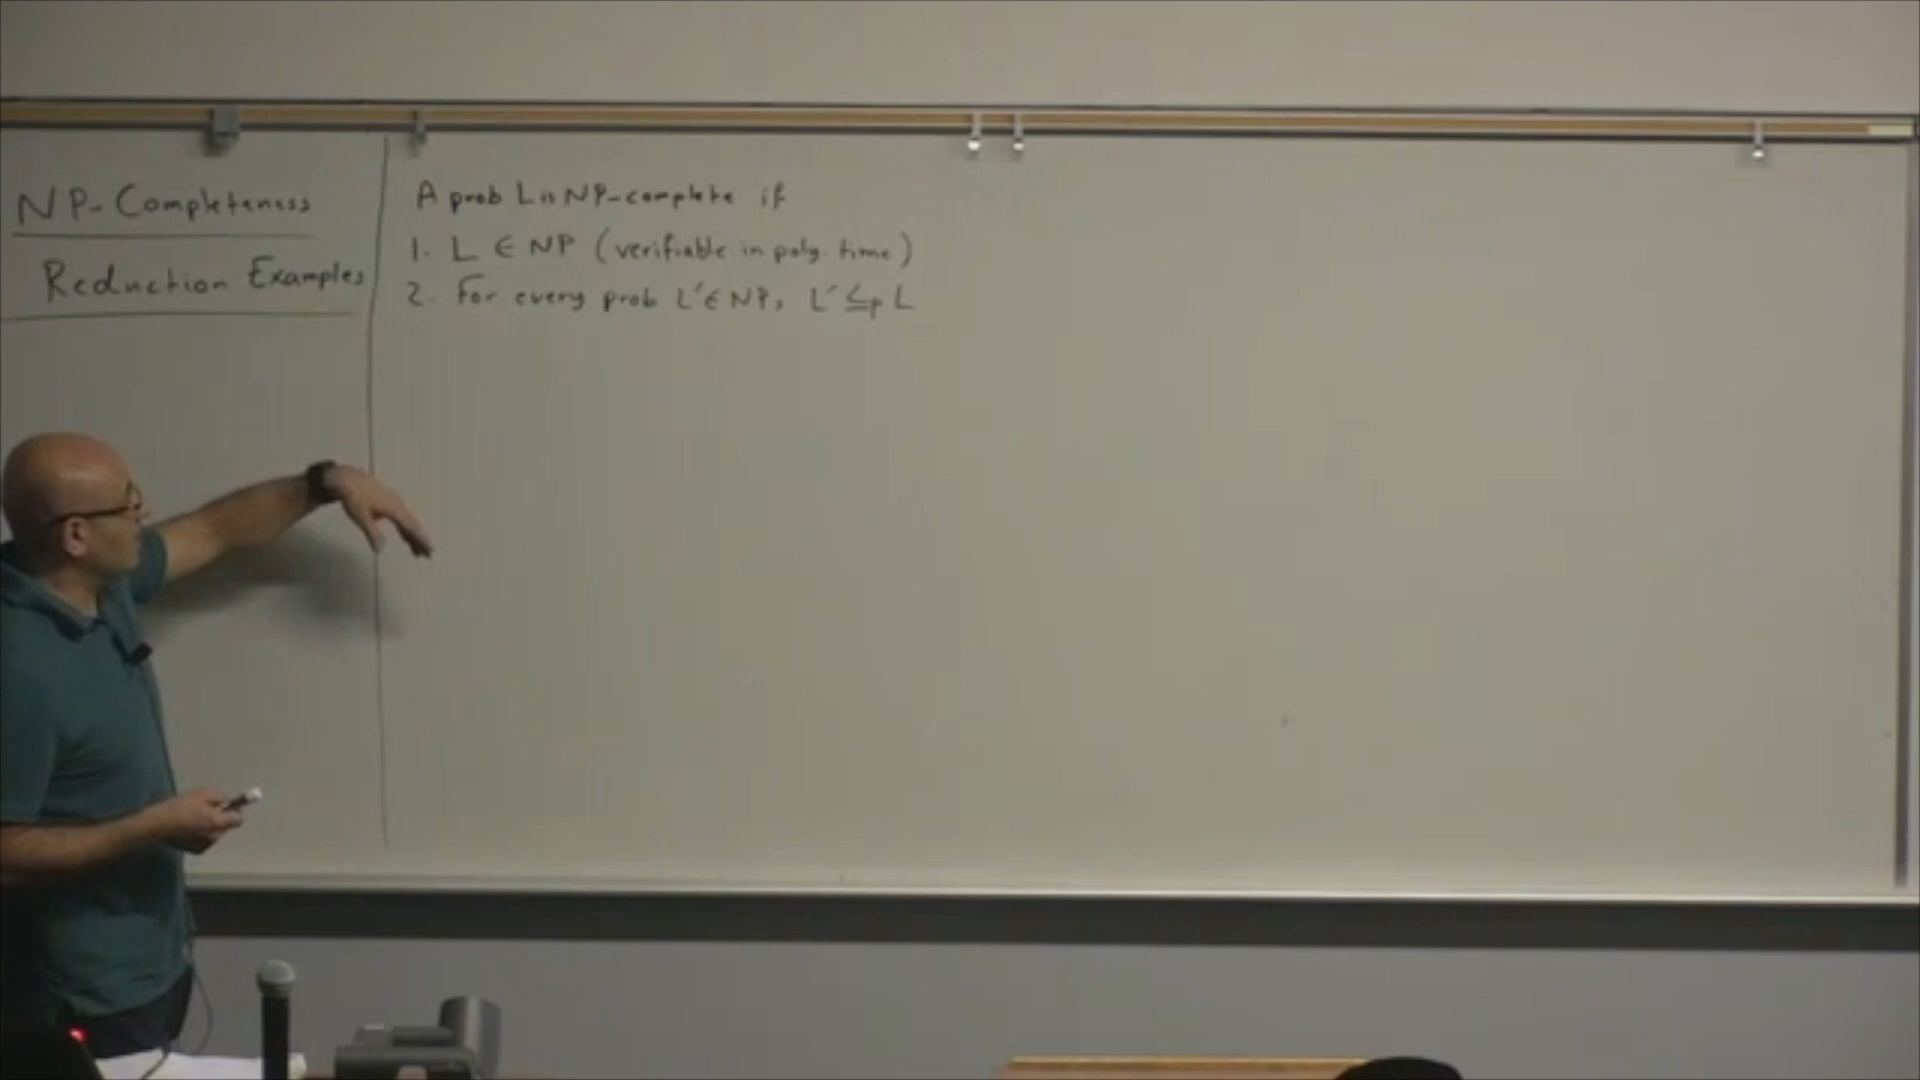 NP-Completeness
Reduction Examples
A prob L is NP-complete if
1. L ∈ NP (verifiable in poly. time)
2. For every prob L' ∈ NP, L' ≤p L